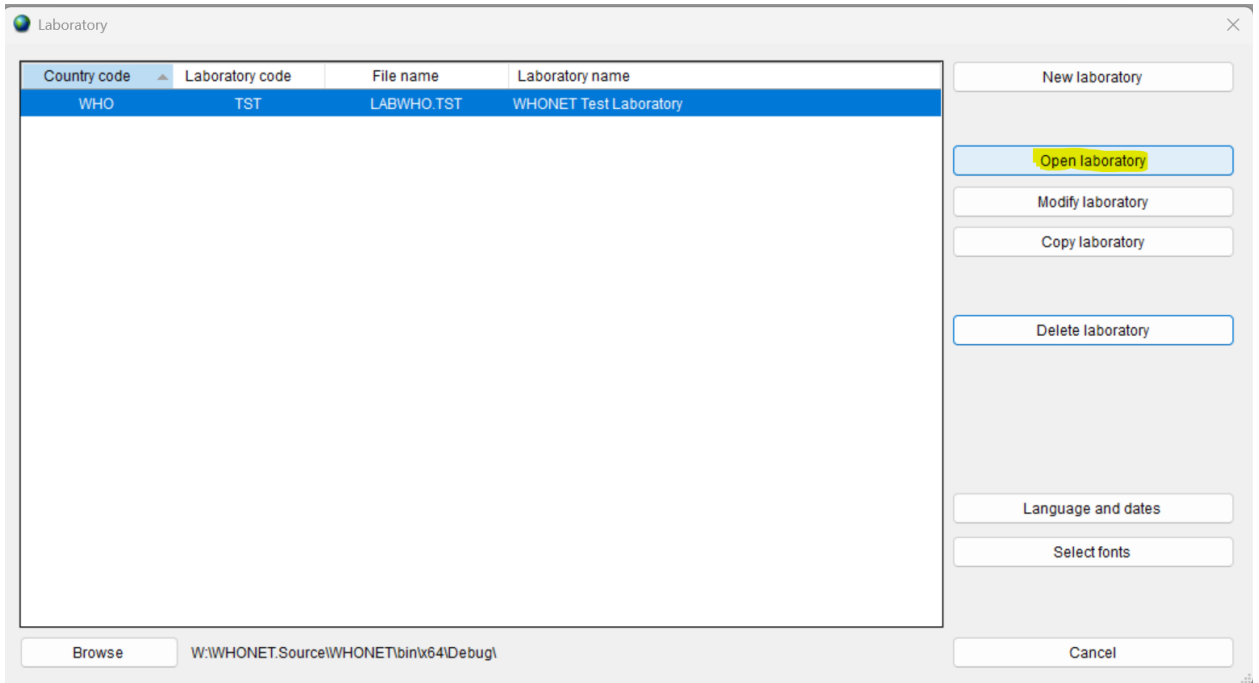 Laboratory
Country code Laboratory code File name Laboratory name
WHO TST LABWHO.TST WHONET Test Laboratory
New laboratory
Open laboratory
Modify laboratory
Copy laboratory
Delete laboratory
Language and dates
Select fonts
Browse W:\WHONET.Source\WHONET\bin\x64\Debug\
Cancel